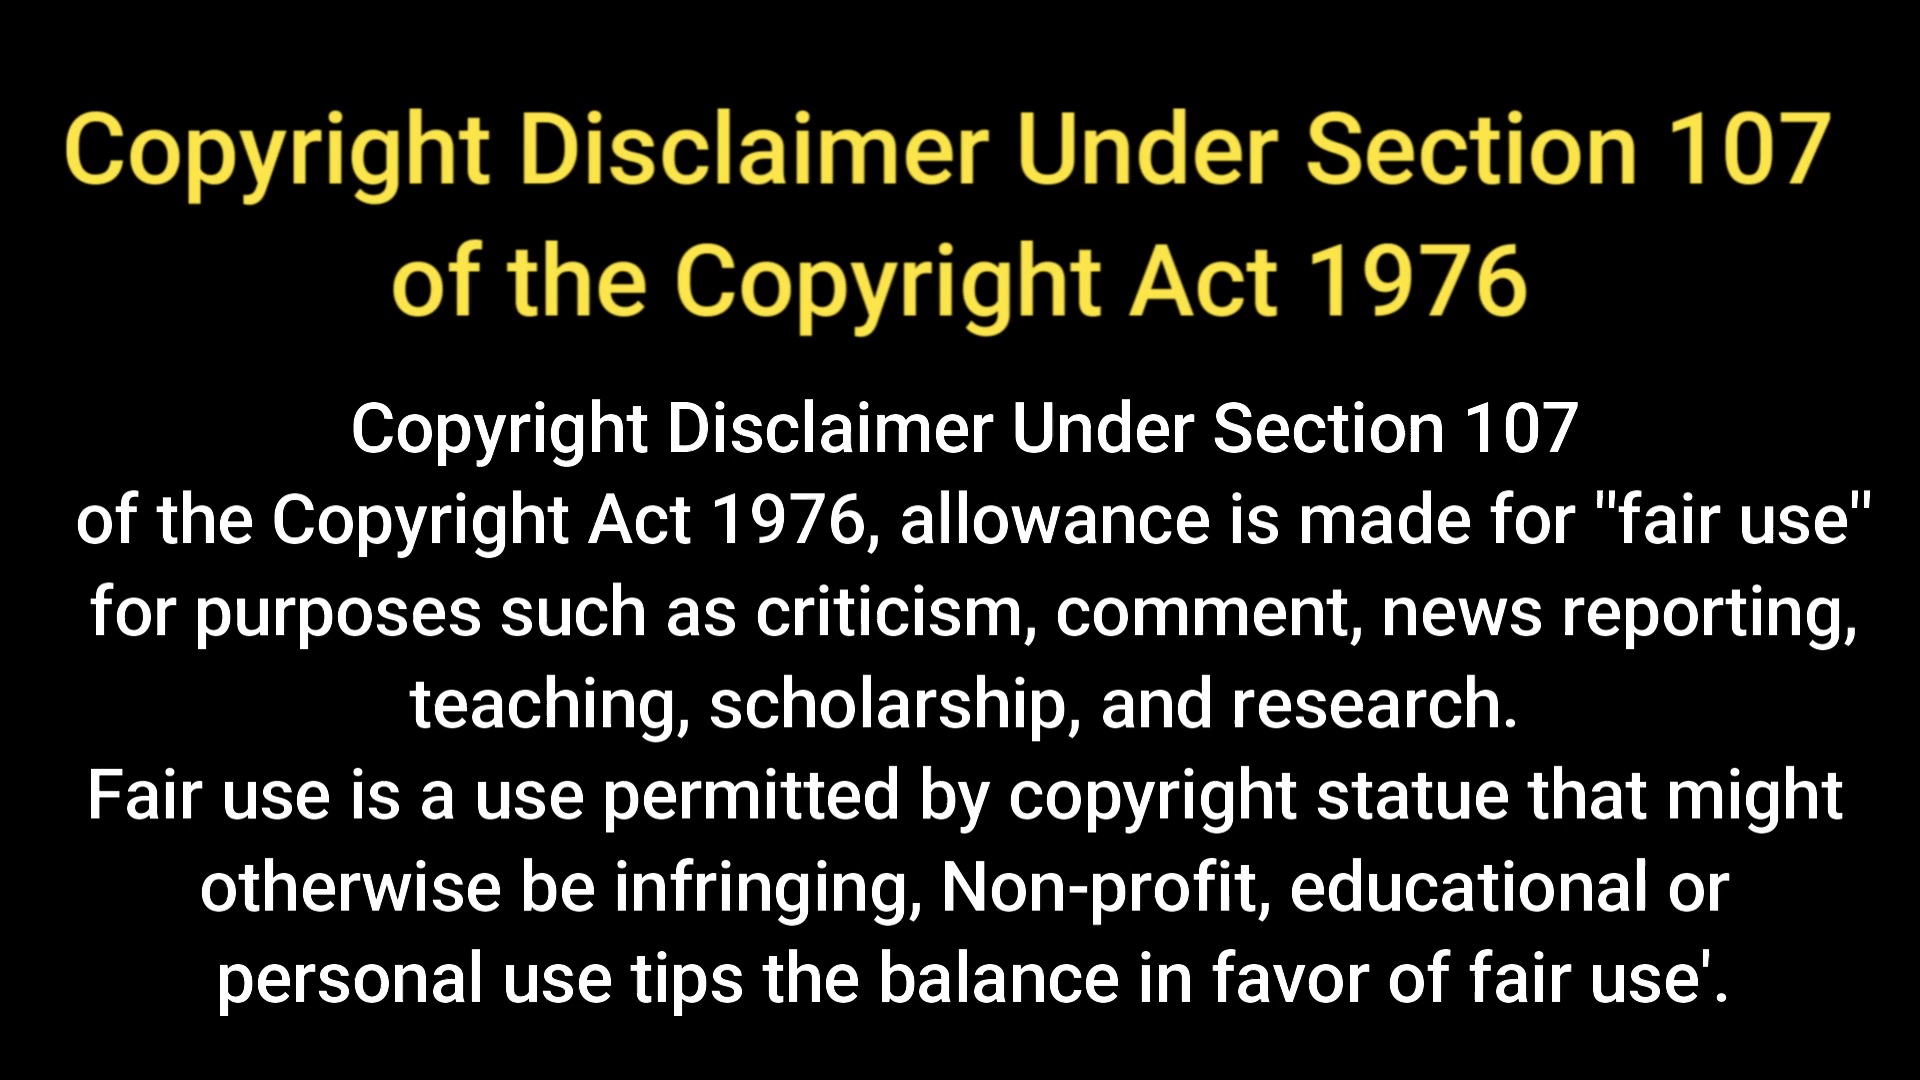 Copyright Disclaimer Under Section 107
of the Copyright Act 1976
Copyright Disclaimer Under Section 107
of the Copyright Act 1976, allowance is made for "fair use"
for purposes such as criticism, comment, news reporting,
teaching, scholarship, and research.
Fair use is a use permitted by copyright statue that might
otherwise be infringing, Non-profit, educational or
personal use tips the balance in favor of fair use'.